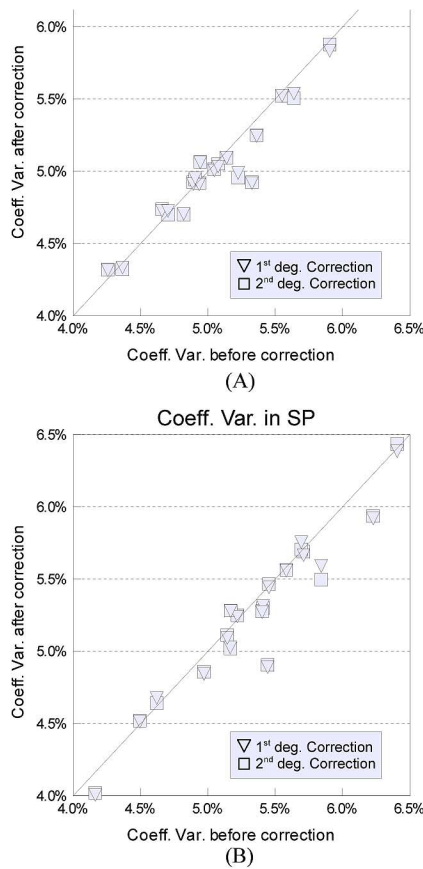 6.0%
5.5%
5.0%
4.5%
4.0%
Coeff. Var. after correction
1st deg. Correction
2nd deg. Correction
4.0% 4.5% 5.0% 5.5% 6.0% 6.5%
Coeff. Var. before correction
(A)
Coeff. Var. in SP
6.5%
6.0%
5.5%
5.0%
4.5%
4.0%
Coeff. Var. after correction
1st deg. Correction
2nd deg. Correction
4.0% 4.5% 5.0% 5.5% 6.0% 6.5%
Coeff. Var. before correction
(B)